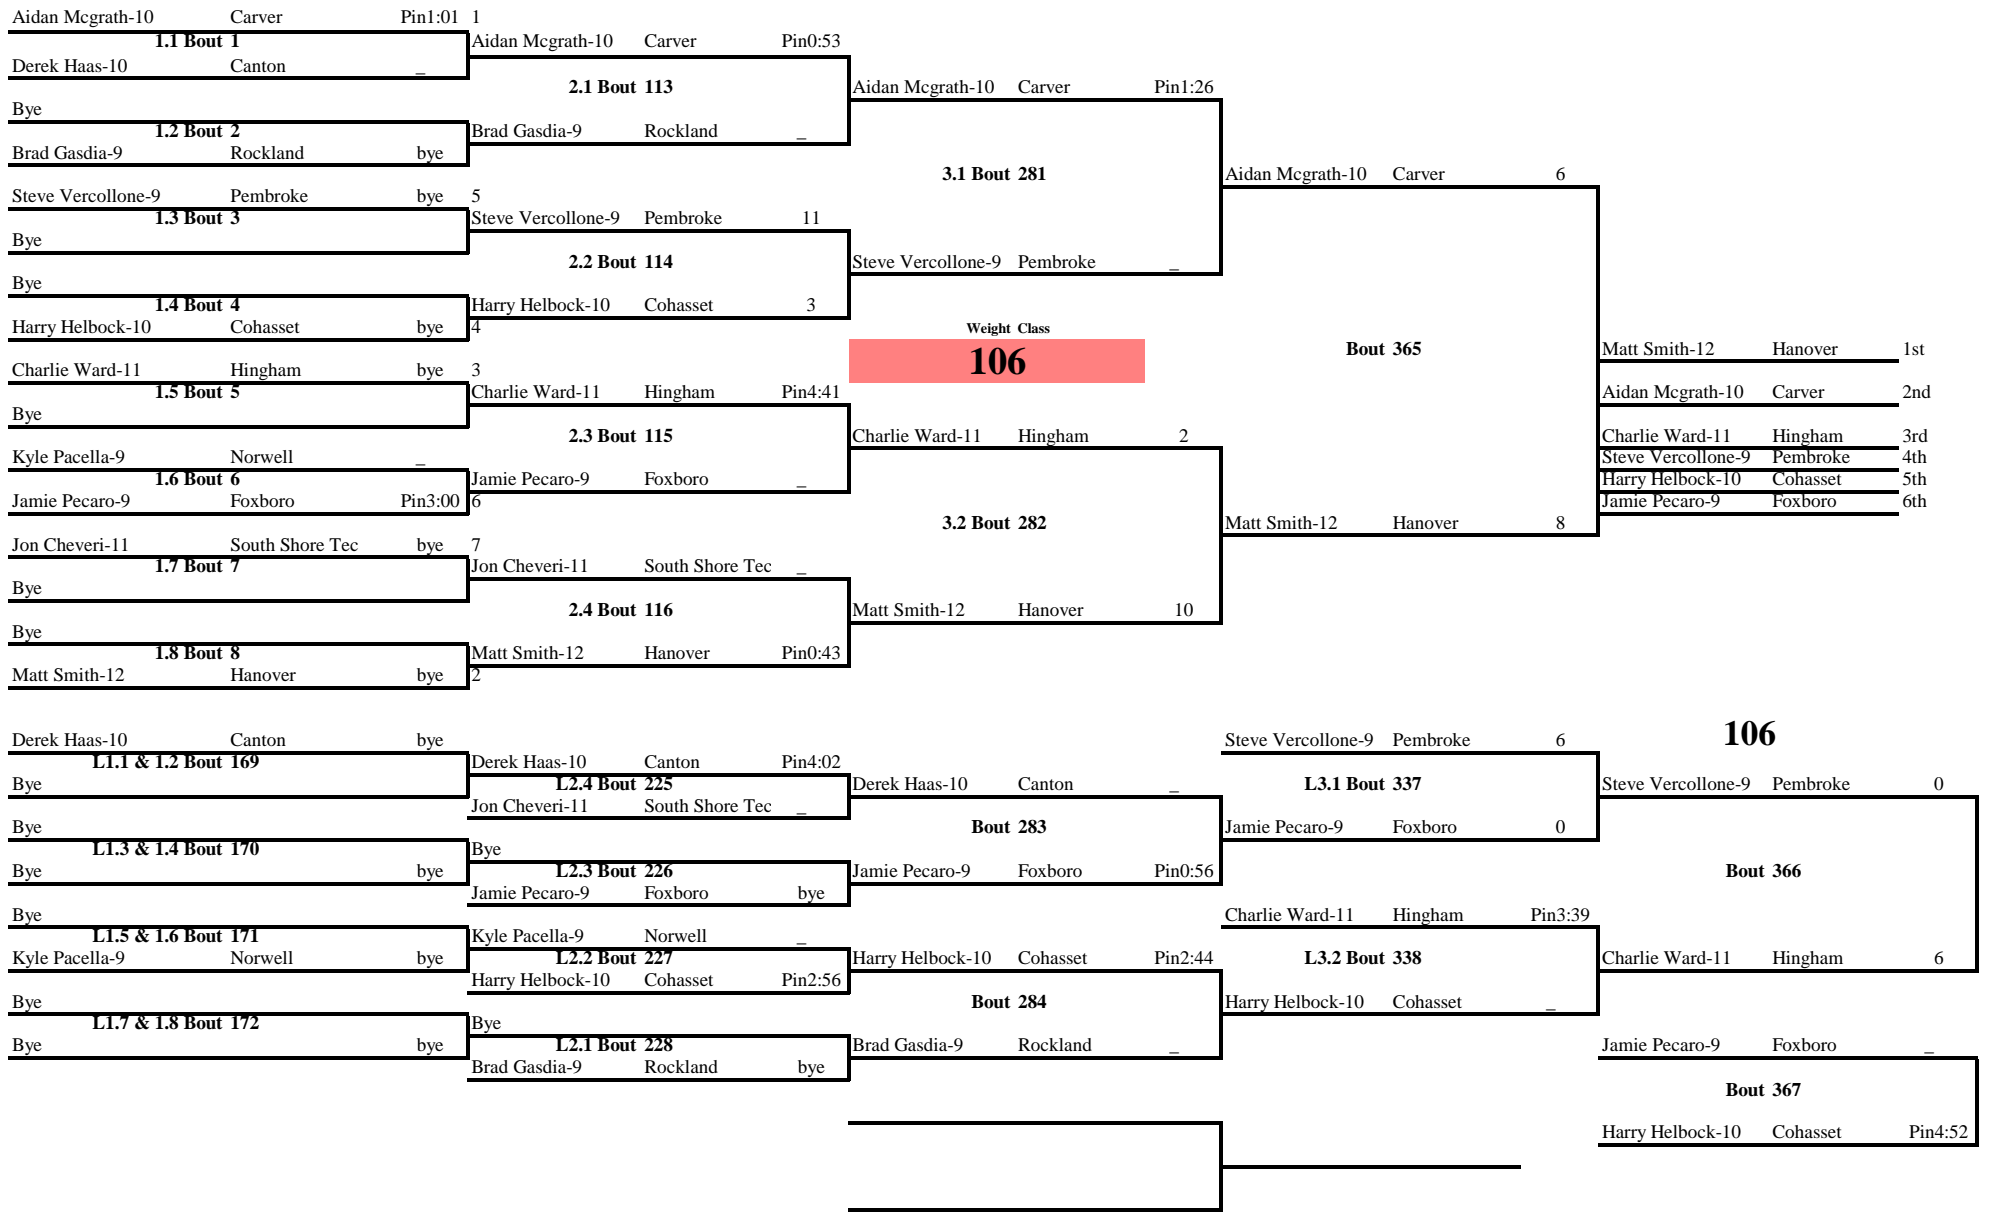 Aidan Mcgrath-10 Carver Pin1:01 1
1.1 Bout 1
Derek Haas-10 Canton _
Bye
1.2 Bout 2
Brad Gasdia-9 Rockland bye
Steve Vercollone-9 Pembroke bye 5
1.3 Bout 3
Bye
Bye
1.4 Bout 4
Harry Helbock-10 Cohasset bye 4
Charlie Ward-11 Hingham bye 3
1.5 Bout 5
Bye
Kyle Pacella-9 Norwell _
1.6 Bout 6
Jamie Pecaro-9 Foxboro Pin3:00 6
Jon Cheveri-11 South Shore Tec bye 7
1.7 Bout 7
Bye
Bye
1.8 Bout 8
Matt Smith-12 Hanover bye 2
Aidan Mcgrath-10 Carver Pin0:53
2.1 Bout 113
Brad Gasdia-9 Rockland _
Steve Vercollone-9 Pembroke 11
2.2 Bout 114
Harry Helbock-10 Cohasset 3
Charlie Ward-11 Hingham Pin4:41
2.3 Bout 115
Jamie Pecaro-9 Foxboro _
Jon Cheveri-11 South Shore Tec _
2.4 Bout 116
Matt Smith-12 Hanover Pin0:43
Aidan Mcgrath-10 Carver Pin1:26
3.1 Bout 281
Steve Vercollone-9 Pembroke _
Weight Class
106
Charlie Ward-11 Hingham 2
3.2 Bout 282
Matt Smith-12 Hanover 10
Aidan Mcgrath-10 Carver 6
Bout 365
Matt Smith-12 Hanover 8
Matt Smith-12 Hanover 1st
Aidan Mcgrath-10 Carver 2nd
Charlie Ward-11 Hingham 3rd
Steve Vercollone-9 Pembroke 4th
Harry Helbock-10 Cohasset 5th
Jamie Pecaro-9 Foxboro 6th
Derek Haas-10 Canton bye
L1.1 & 1.2 Bout 169
Bye
Bye
L1.3 & 1.4 Bout 170
Bye bye
Bye
L1.5 & 1.6 Bout 171
Kyle Pacella-9 Norwell bye
Bye
L1.7 & 1.8 Bout 172
Bye bye
Derek Haas-10 Canton Pin4:02
L2.4 Bout 225
Jon Cheveri-11 South Shore Tec _
Bye
L2.3 Bout 226
Jamie Pecaro-9 Foxboro bye
Kyle Pacella-9 Norwell _
L2.2 Bout 227
Harry Helbock-10 Cohasset Pin2:56
Bye
L2.1 Bout 228
Brad Gasdia-9 Rockland bye
Derek Haas-10 Canton _
Bout 283
Jamie Pecaro-9 Foxboro Pin0:56
Harry Helbock-10 Cohasset Pin2:44
Bout 284
Brad Gasdia-9 Rockland _
Steve Vercollone-9 Pembroke 6
L3.1 Bout 337
Jamie Pecaro-9 Foxboro 0
Charlie Ward-11 Hingham Pin3:39
L3.2 Bout 338
Harry Helbock-10 Cohasset _
106
Steve Vercollone-9 Pembroke 0
Bout 366
Charlie Ward-11 Hingham 6
Jamie Pecaro-9 Foxboro _
Bout 367
Harry Helbock-10 Cohasset Pin4:52